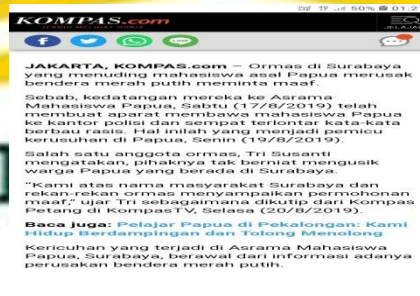 50% 01:2
KOMPAS.com
JAKARTA, KOMPAS.com – Ormas di Surabaya
yang menuding mahasiswa asal Papua merusak
bendera merah putih meminta maaf.
Sebab, kedatangan mereka ke Asrama
Mahasiswa Papua, Sabtu (17/8/2019) telah
membuat aparat membawa mahasiswa Papua
ke kantor polisi dan sempat terlontar kata-kata
berbau rasis. Hal inilah yang menjadi pemicu
kerusuhan di Papua, Senin (19/8/2019).
Salah satu anggota ormas, Tri Susanti
mengatakan, pihaknya tak berniat mengusik
warga Papua yang berada di Surabaya.
"Kami atas nama masyarakat Surabaya dan
rekan-rekan ormas menyampaikan permohonan
maaf," ujar Tri sebagaimana dikutip dari Kompas
Petang di KompasTV, Selasa (20/8/2019).
Baca juga: Pelajar Papua di Pekalongan: Kami
Hidup Berdampingan dan Tolong Menolong
Kericuhan yang terjadi di Asrama Mahasiswa
Papua, Surabaya, berawal dari informasi adanya
perusakan bendera merah putih.